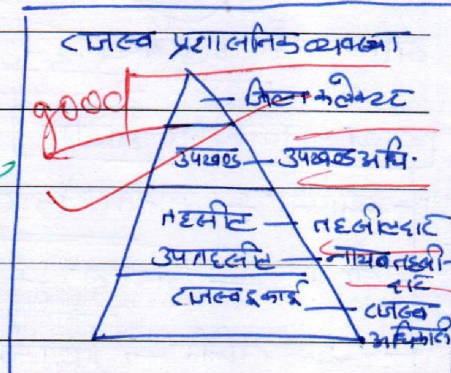 राजस्व प्रशासनिक व्यवस्था
good
जिला कलेक्टर
उपखण्ड — उपखण्ड अधि.
तहसील — तहसीलदार
उपतहसील — नायब तहसी-
दार
राजस्व इकाई — राजस्व
अधिकारी